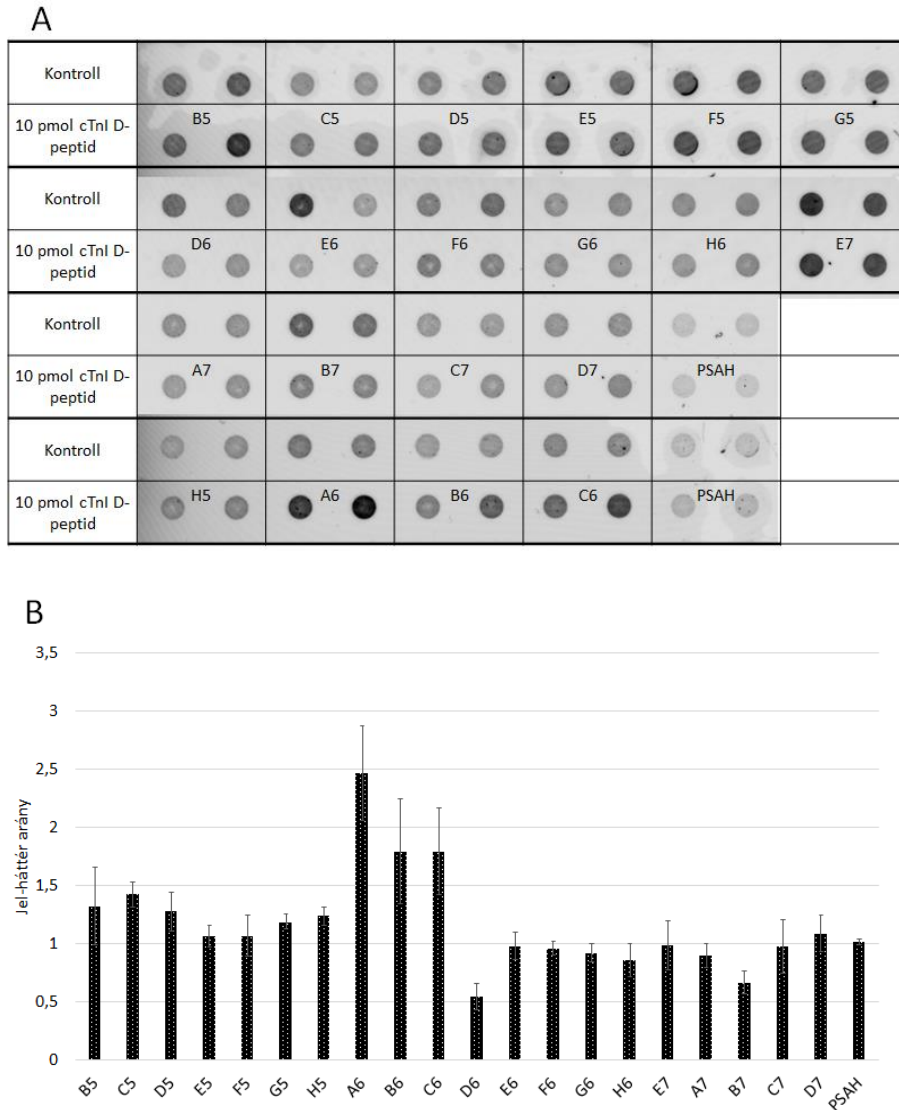 A
Kontroll
10 pmol cTnI D-
peptid
B5 C5 D5 E5 F5 G5
Kontroll
10 pmol cTnI D-
peptid
D6 E6 F6 G6 H6 E7
Kontroll
10 pmol cTnI D-
peptid
A7 B7 C7 D7 PSAH
Kontroll
10 pmol cTnI D-
peptid
H5 A6 B6 C6 PSAH
B
Jel-háttér arány
3,5
3
2,5
2
1,5
1
0,5
0
B5 C5 D5 E5 F5 G5 H5 A6 B6 C6 D6 E6 F6 G6 H6 E7 A7 B7 C7 D7 PSAH